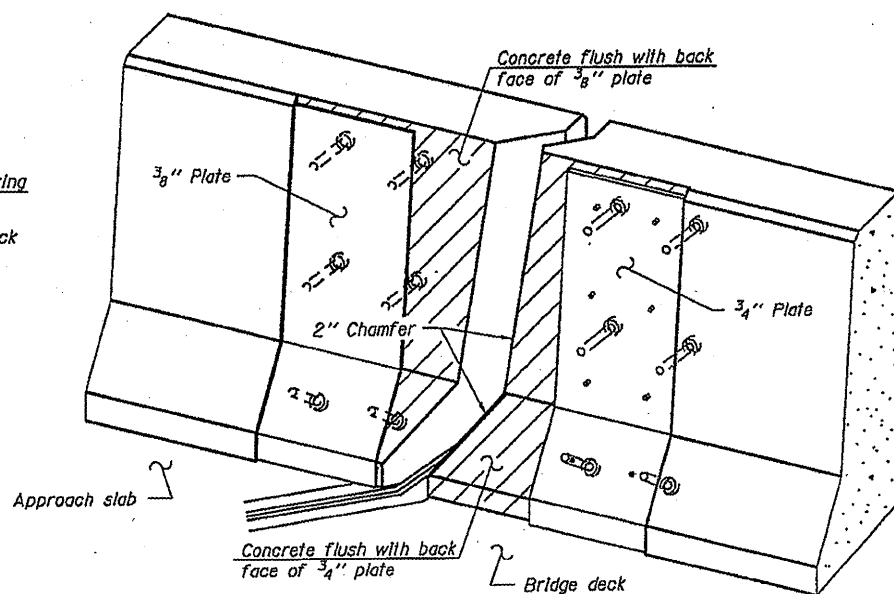 Concrete flush with back
face of 3/8" plate
3/8" Plate
3/4" Plate
2" Chamfer
Approach slab
Concrete flush with back
face of 3/4" plate
Bridge deck